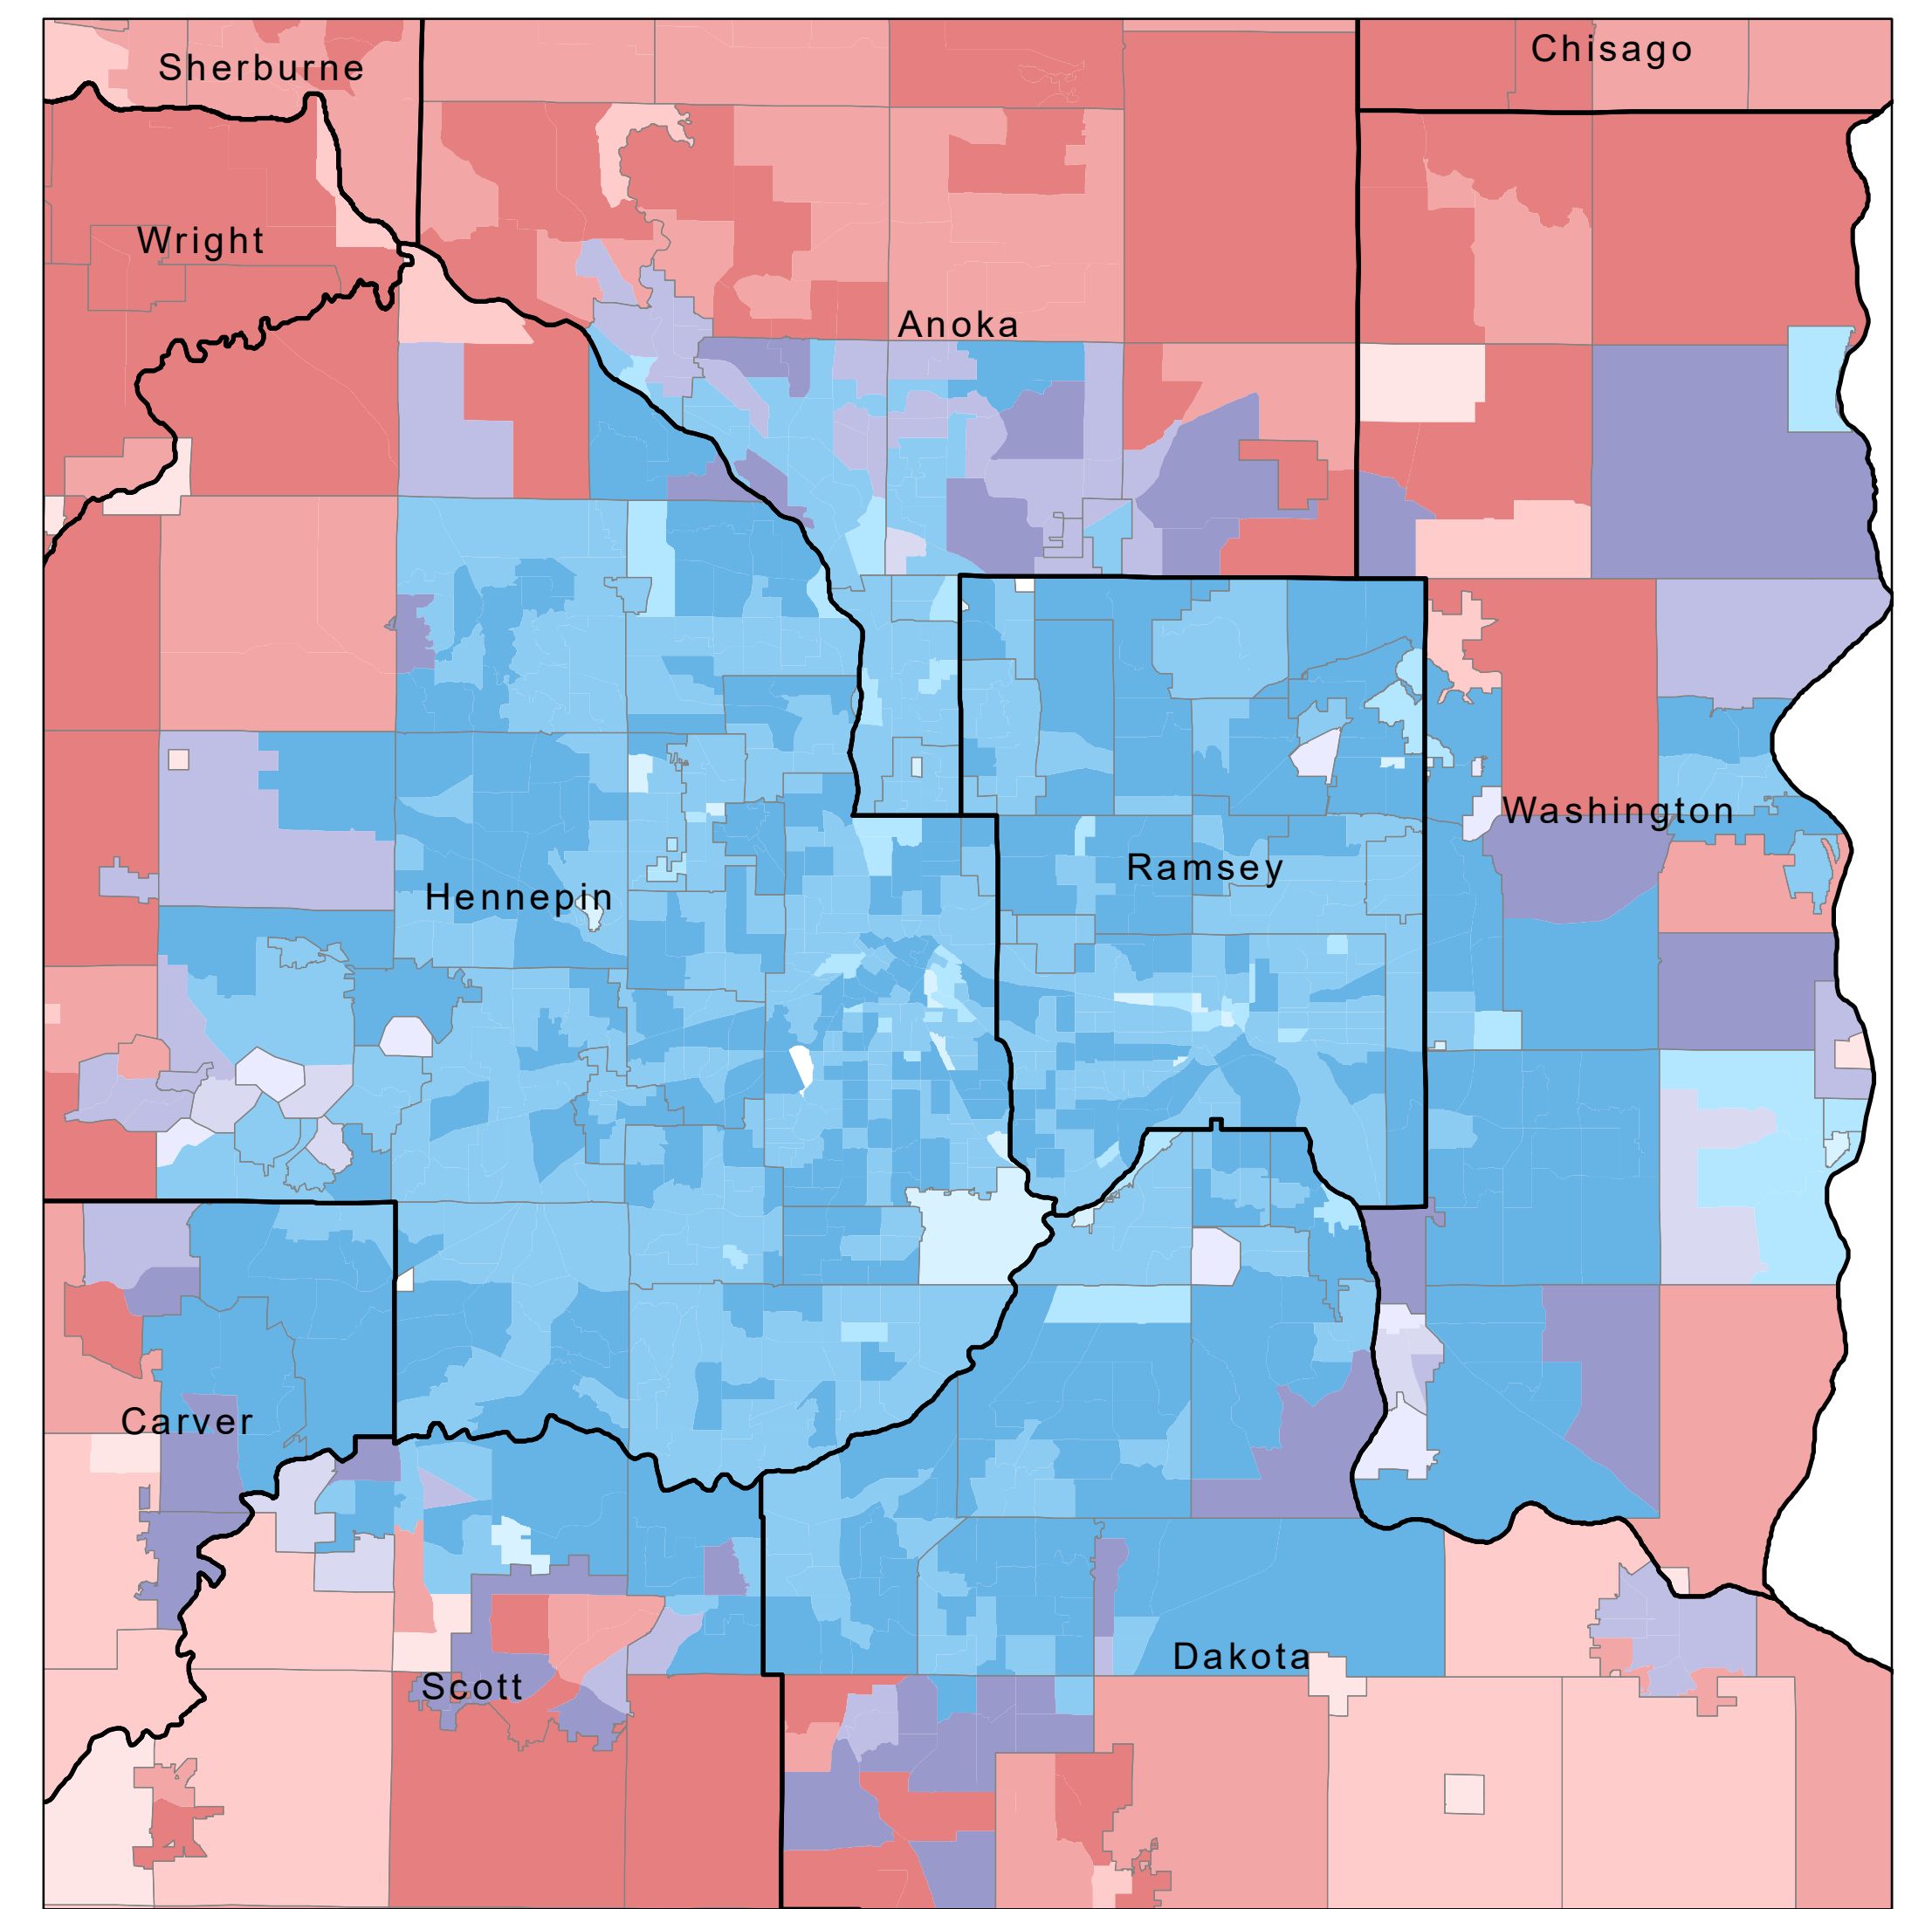 Chisago
Sherburne
Wright
Anoka
Washington
Ramsey
Hennepin
Carver
Dakota
Scott